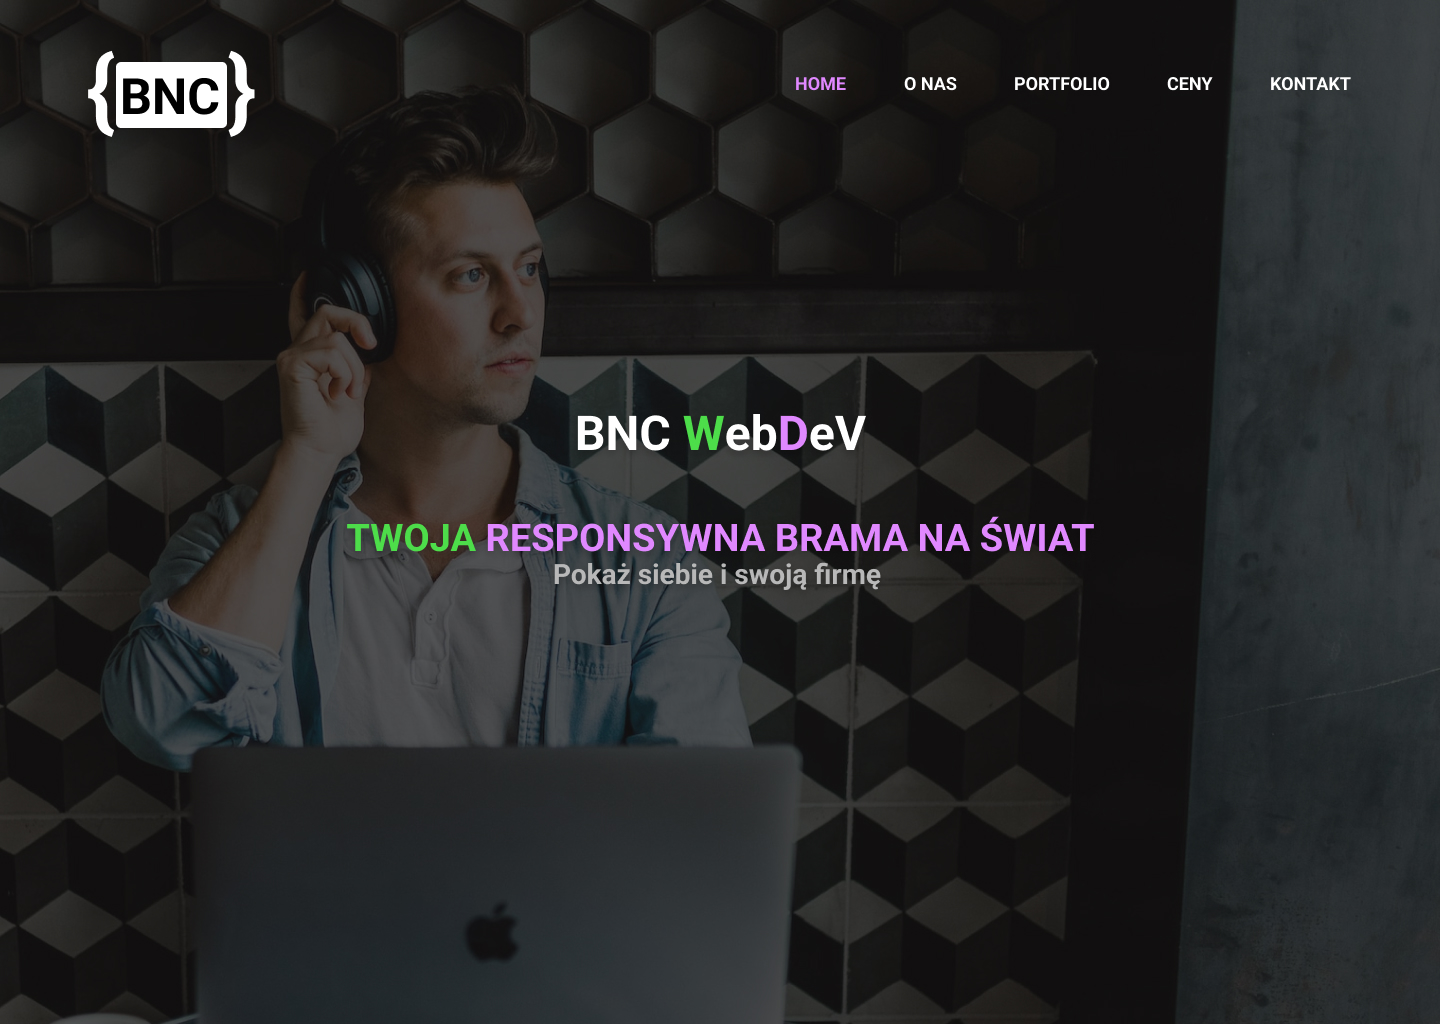 {BNC}
HOME O NAS PORTFOLIO CENY KONTAKT
BNC WebDeV
TWOJA RESPONSYWNA BRAMA NA ŚWIAT
Pokaż siebie i swoją firmę